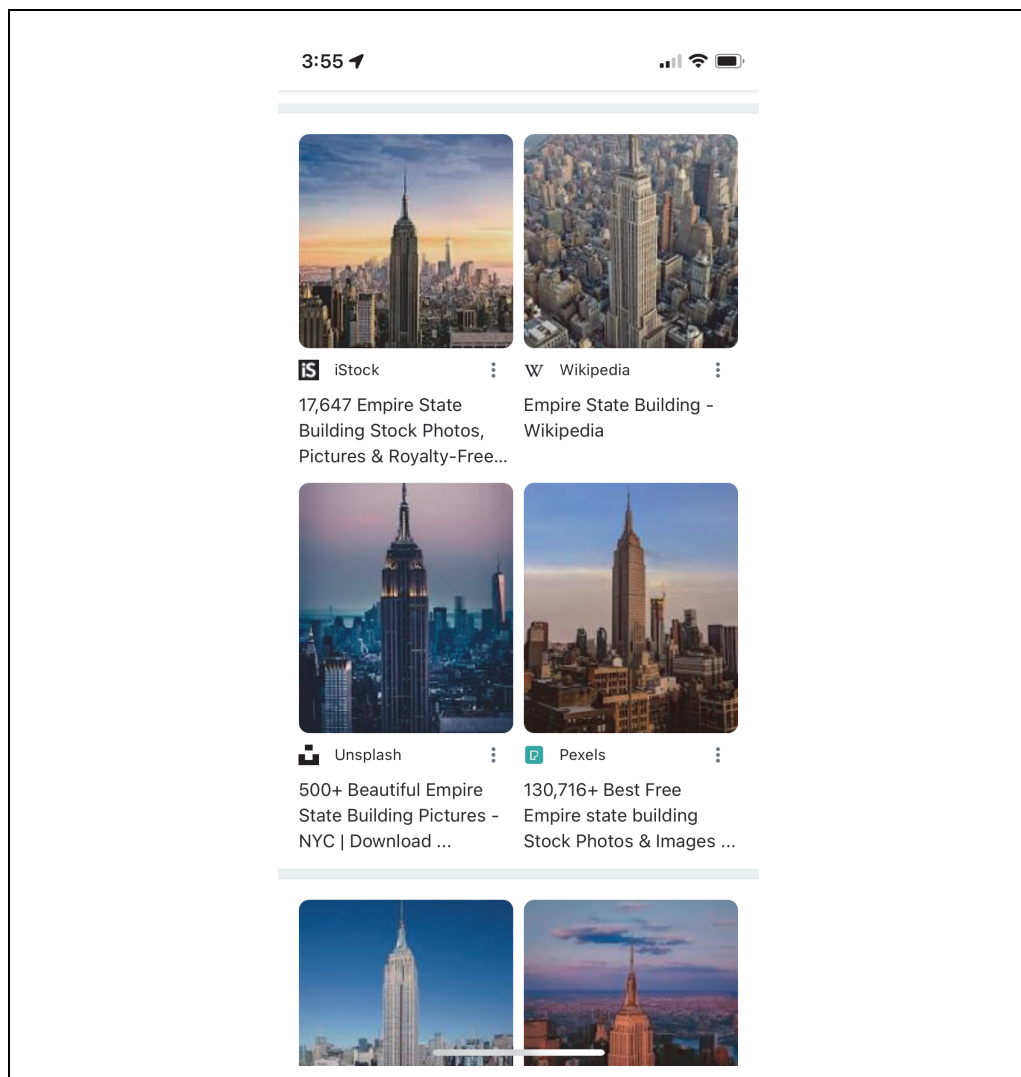 3:55
iS iStock
W Wikipedia
17,647 Empire State
Building Stock Photos,
Pictures & Royalty-Free...
Empire State Building -
Wikipedia
Unsplash
P Pexels
500+ Beautiful Empire
State Building Pictures -
NYC | Download ...
130,716+ Best Free
Empire state building
Stock Photos & Images ...